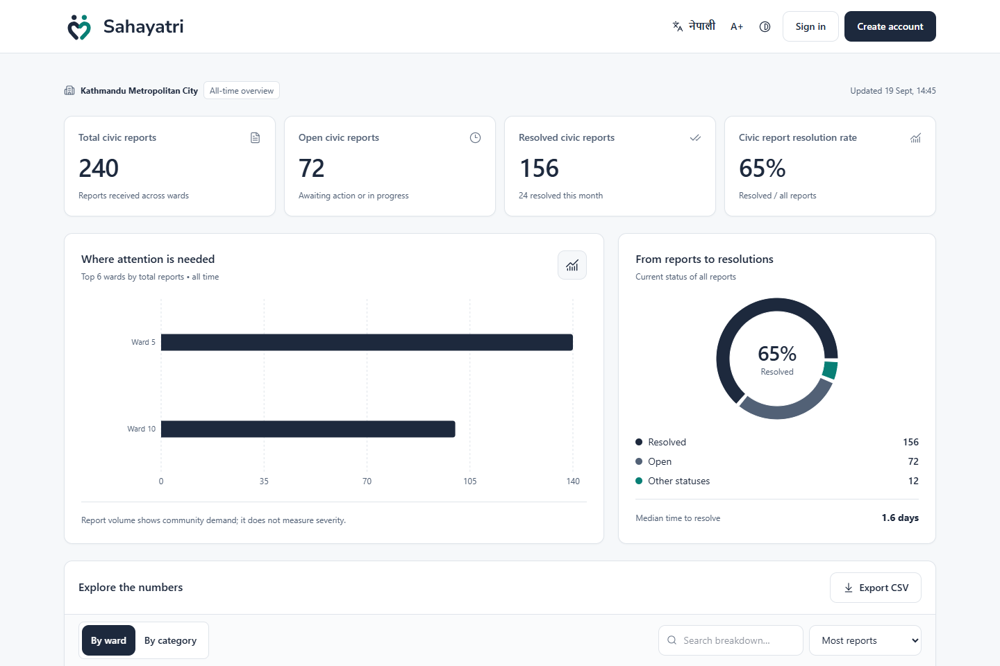 Sahayatri
नेपाली
A+
Sign in
Create account
Kathmandu Metropolitan City
All-time overview
Updated 19 Sept, 14:45
Total civic reports
240
Reports received across wards
Open civic reports
72
Awaiting action or in progress
Resolved civic reports
156
24 resolved this month
Civic report resolution rate
65%
Resolved / all reports
Where attention is needed
Top 6 wards by total reports • all time
Ward 5
Ward 10
0 35 70 105 140
Report volume shows community demand; it does not measure severity.
From reports to resolutions
Current status of all reports
65%
Resolved
Resolved 156
Open 72
Other statuses 12
Median time to resolve 1.6 days
Explore the numbers
Export CSV
By ward
By category
Search breakdown...
Most reports